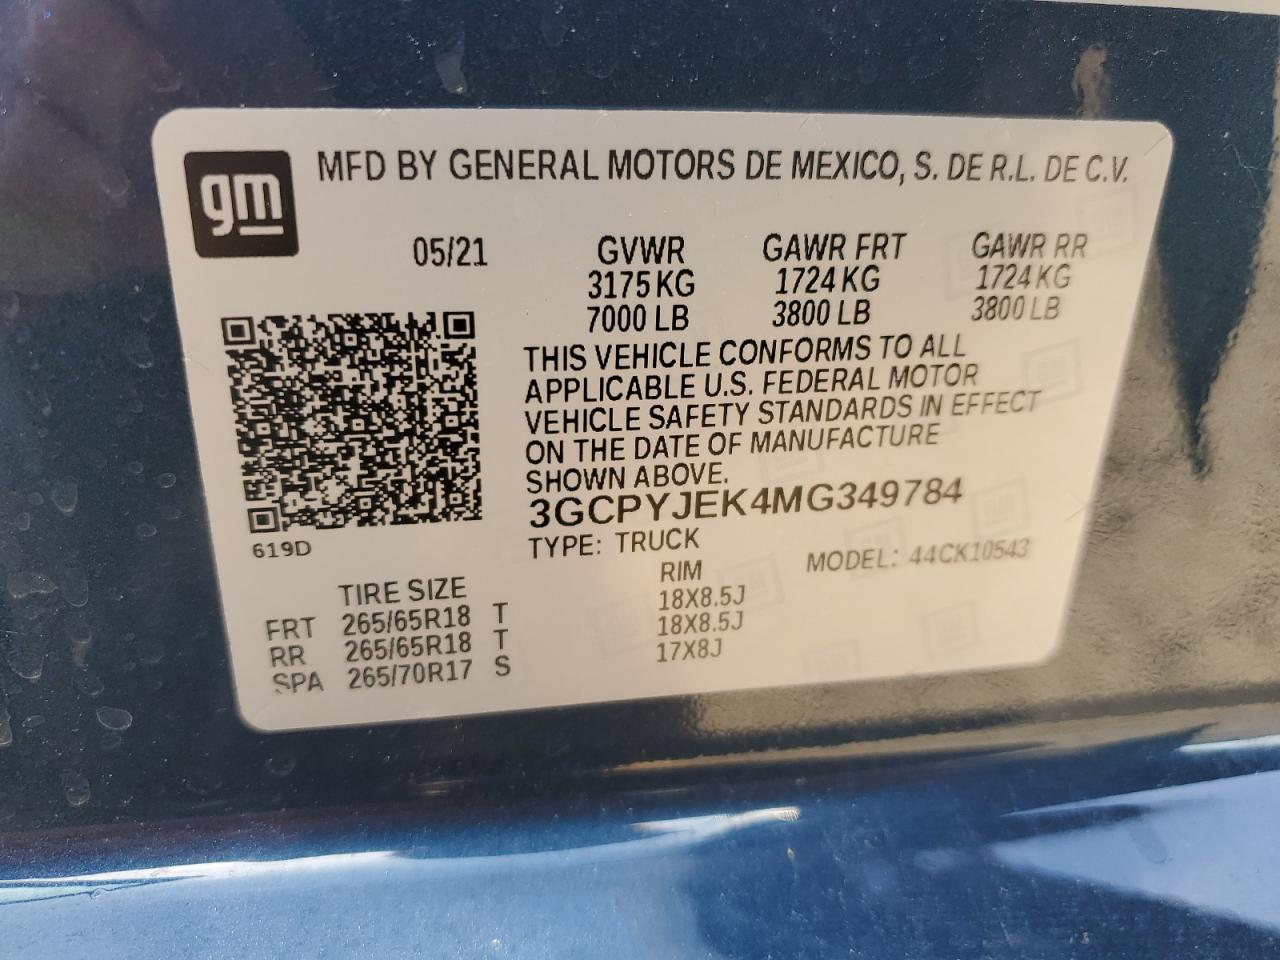 gm
MFD BY GENERAL MOTORS DE MEXICO, S. DE R.L. DE C.V.
05/21 GVWR GAWR FRT GAWR RR
3175 KG 1724 KG 1724 KG
7000 LB 3800 LB 3800 LB
THIS VEHICLE CONFORMS TO ALL
APPLICABLE U.S. FEDERAL MOTOR
VEHICLE SAFETY STANDARDS IN EFFECT
ON THE DATE OF MANUFACTURE
SHOWN ABOVE.
3GCPYJEK4MG349784
619D
TYPE: TRUCK MODEL: 44CK10543
TIRE SIZE RIM
FRT 265/65R18 T 18X8.5J
RR 265/65R18 T 18X8.5J
SPA 265/70R17 S 17X8J